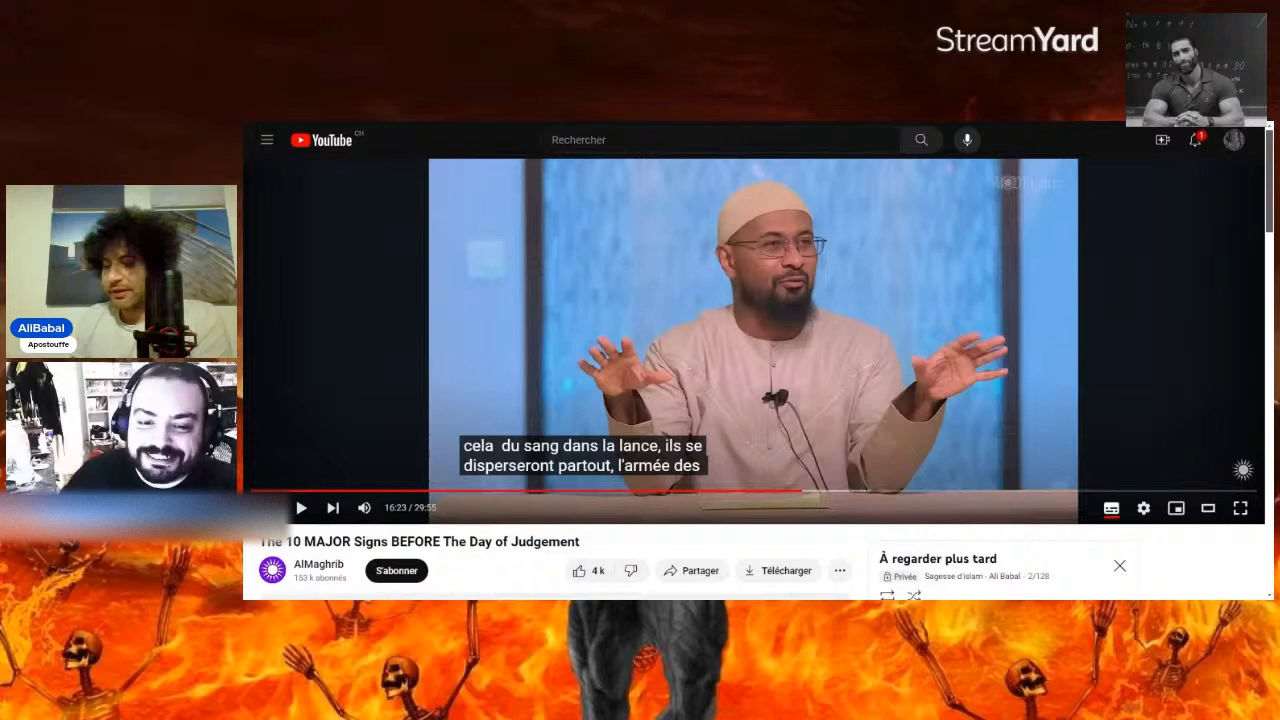 StreamYard
YouTube CH
Rechercher
1
cela  du sang dans la lance, ils se
disperseront partout, l'armée des
AliBabal
Apostouffe
16:23 / 29:55
The 10 MAJOR Signs BEFORE The Day of Judgement
AlMaghrib
153 k abonnés
S'abonner
4 k
Partager
Télécharger
À regarder plus tard
Privée
Sagesse d'islam - Ali Babal - 2/128